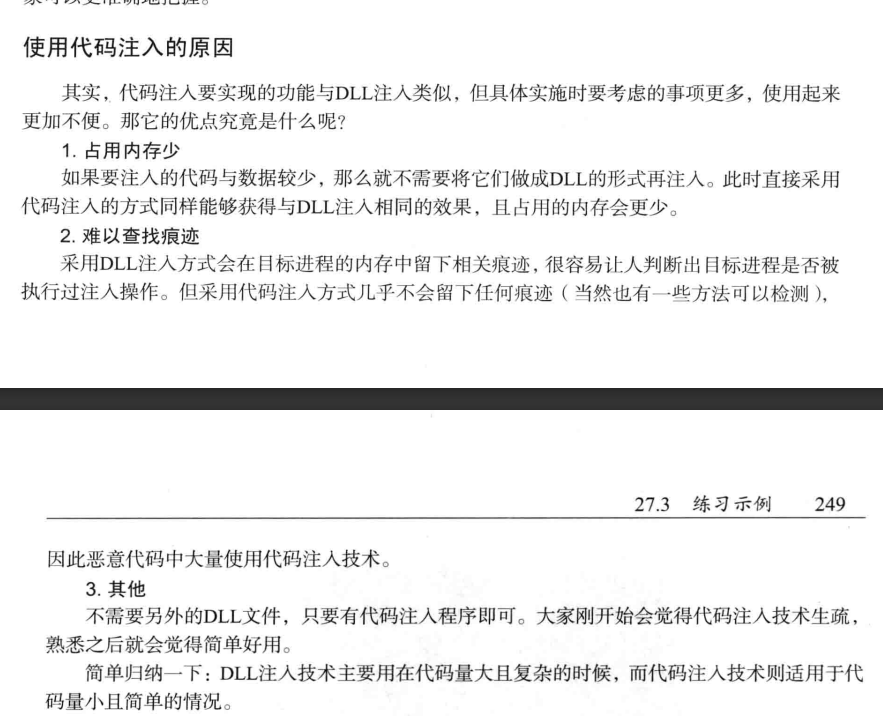 使用代码注入的原因
其实，代码注入要实现的功能与DLL注入类似，但具体实施时要考虑的事项更多，使用起来
更加不便。那它的优点究竟是什么呢？
1. 占用内存少
如果要注入的代码与数据较少，那么就不需要将它们做成DLL的形式再注入。此时直接采用
代码注入的方式同样能够获得与DLL注入相同的效果，且占用的内存会更少。
2. 难以查找痕迹
采用DLL注入方式会在目标进程的内存中留下相关痕迹，很容易让人判断出目标进程是否被
执行过注入操作。但采用代码注入方式几乎不会留下任何痕迹（当然也有一些方法可以检测），
27.3 练习示例 249
因此恶意代码中大量使用代码注入技术。
3. 其他
不需要另外的DLL文件，只要有代码注入程序即可。大家刚开始会觉得代码注入技术生疏，
熟悉之后就会觉得简单好用。
简单归纳一下：DLL注入技术主要用在代码量大且复杂的时候，而代码注入技术则适用于代
码量小且简单的情况。